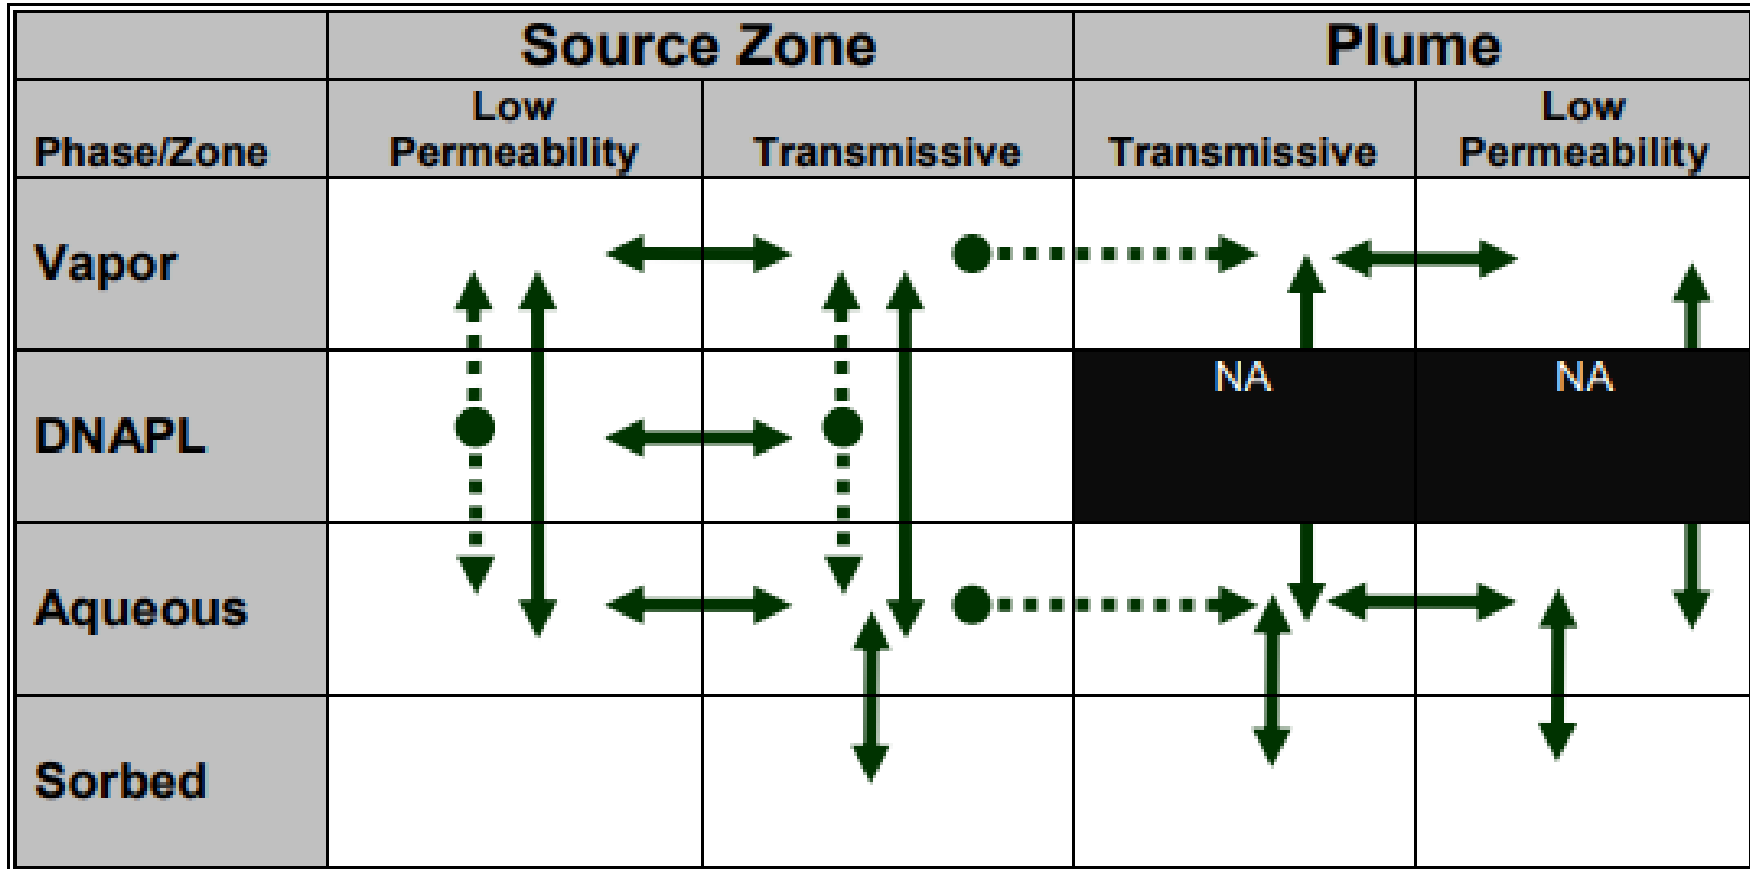 Source Zone
Plume
Phase/Zone
Low
Permeability
Transmissive
Transmissive
Low
Permeability
Vapor
DNAPL
NA
NA
Aqueous
Sorbed